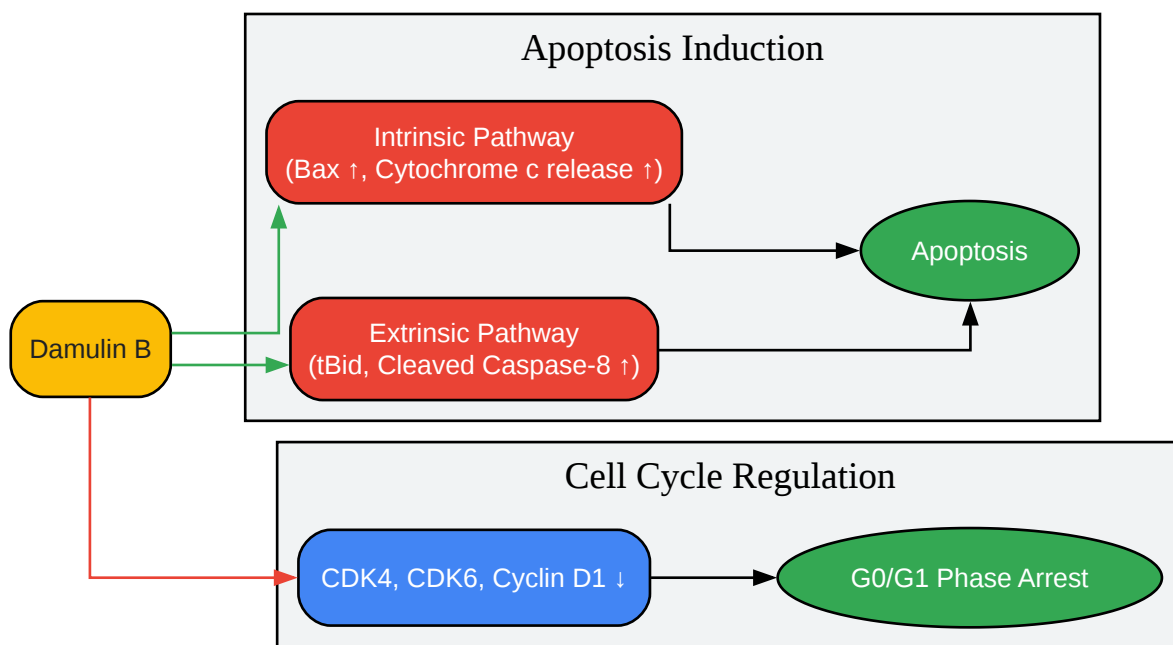 Apoptosis Induction
Intrinsic Pathway
(Bax ↑, Cytochrome c release ↑)
Apoptosis
Damulin B
Extrinsic Pathway
(tBid, Cleaved Caspase-8 ↑)
Cell Cycle Regulation
CDK4, CDK6, Cyclin D1 ↓
G0/G1 Phase Arrest